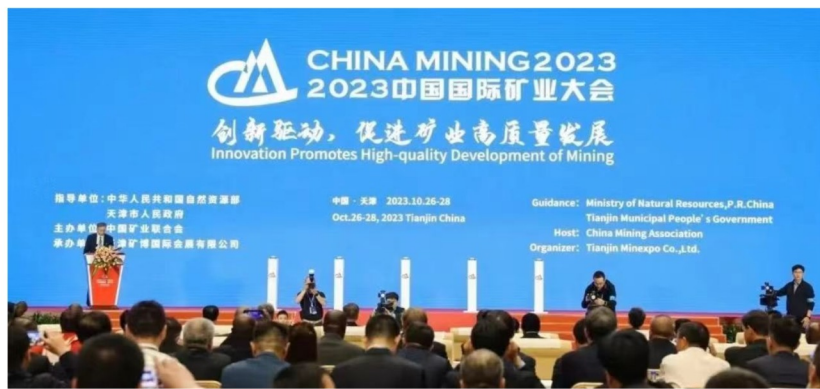 CHINA MINING 2023
2023中国国际矿业大会
创新驱动，促进矿业高质量发展
Innovation Promotes High-quality Development of Mining
指导单位：中华人民共和国自然资源部
天津市人民政府
主办单位 中国矿业联合会
承办单 津矿博国际会展有限公司
中国·天津 2023.10.26-28
Oct.26-28, 2023 Tianjin China
Guidance: Ministry of Natural Resources,P.R.China
Tianjin Municipal People's Government
Host: China Mining Association
Organizer: Tianjin Minexpo Co.,Ltd.